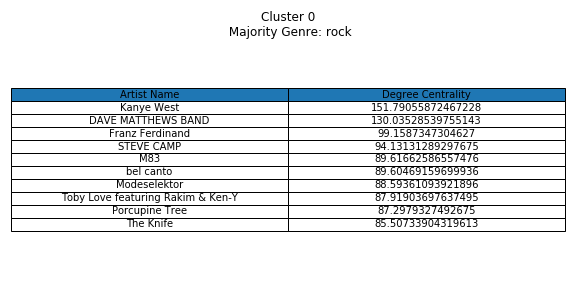 Cluster 0
Majority Genre: rock
Artist Name Degree Centrality
Kanye West 151.79055872467228
DAVE MATTHEWS BAND 130.03528539755143
Franz Ferdinand 99.1587347304627
STEVE CAMP 94.13131289297675
M83 89.61662586557476
bel canto 89.60469159699936
Modeselektor 88.59361093921896
Toby Love featuring Rakim & Ken-Y 87.91903697637495
Porcupine Tree 87.2979327492675
The Knife 85.50733904319613